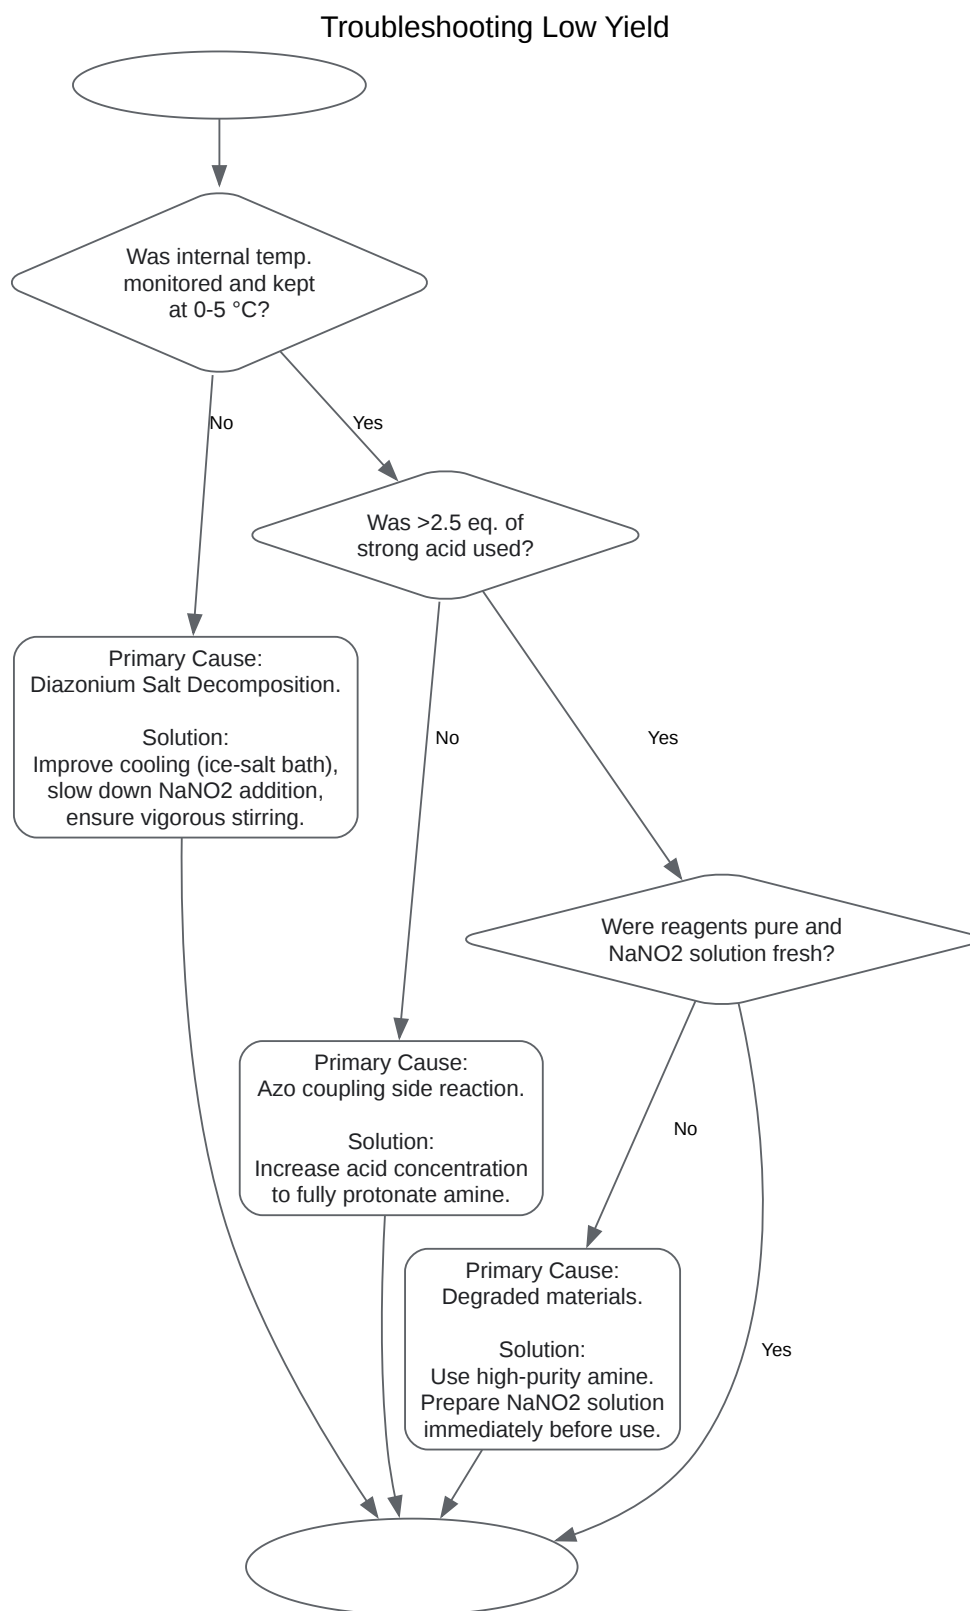 Troubleshooting Low Yield
Was internal temp.
monitored and kept
at 0-5 °C?
No
Yes
Was >2.5 eq. of
strong acid used?
Primary Cause:
Diazonium Salt Decomposition.
Solution:
Improve cooling (ice-salt bath),
slow down NaNO2 addition,
ensure vigorous stirring.
No
Yes
Were reagents pure and
NaNO2 solution fresh?
Primary Cause:
Azo coupling side reaction.
Solution:
Increase acid concentration
to fully protonate amine.
No
Primary Cause:
Degraded materials.
Solution:
Use high-purity amine.
Prepare NaNO2 solution
immediately before use.
Yes